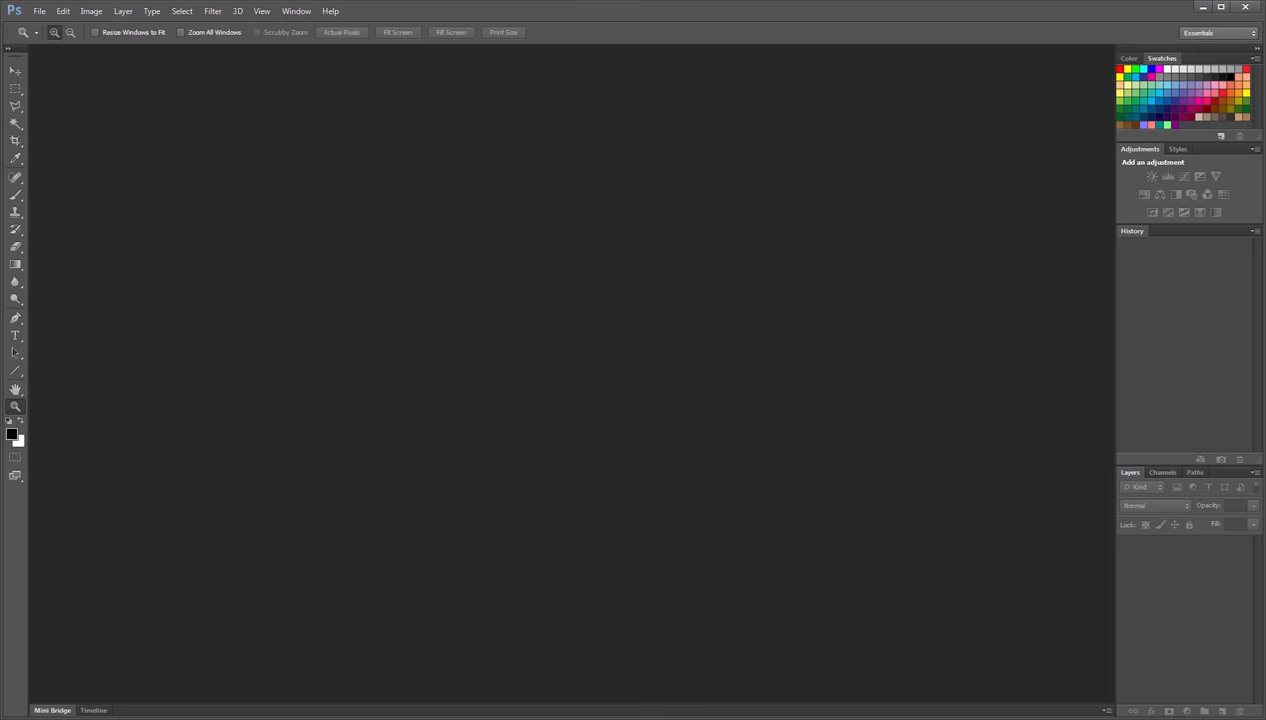 Ps File Edit Image Layer Type Select Filter 3D View Window Help
Resize Windows to Fit Zoom All Windows Scrubby Zoom Actual Pixels Fit Screen Fill Screen Print Size Essentials
Color Swatches
Adjustments Styles
Add an adjustment
History
T
Layers Channels Paths
Kind T
Normal Opacity:
Lock: Fill:
Mini Bridge Timeline fx